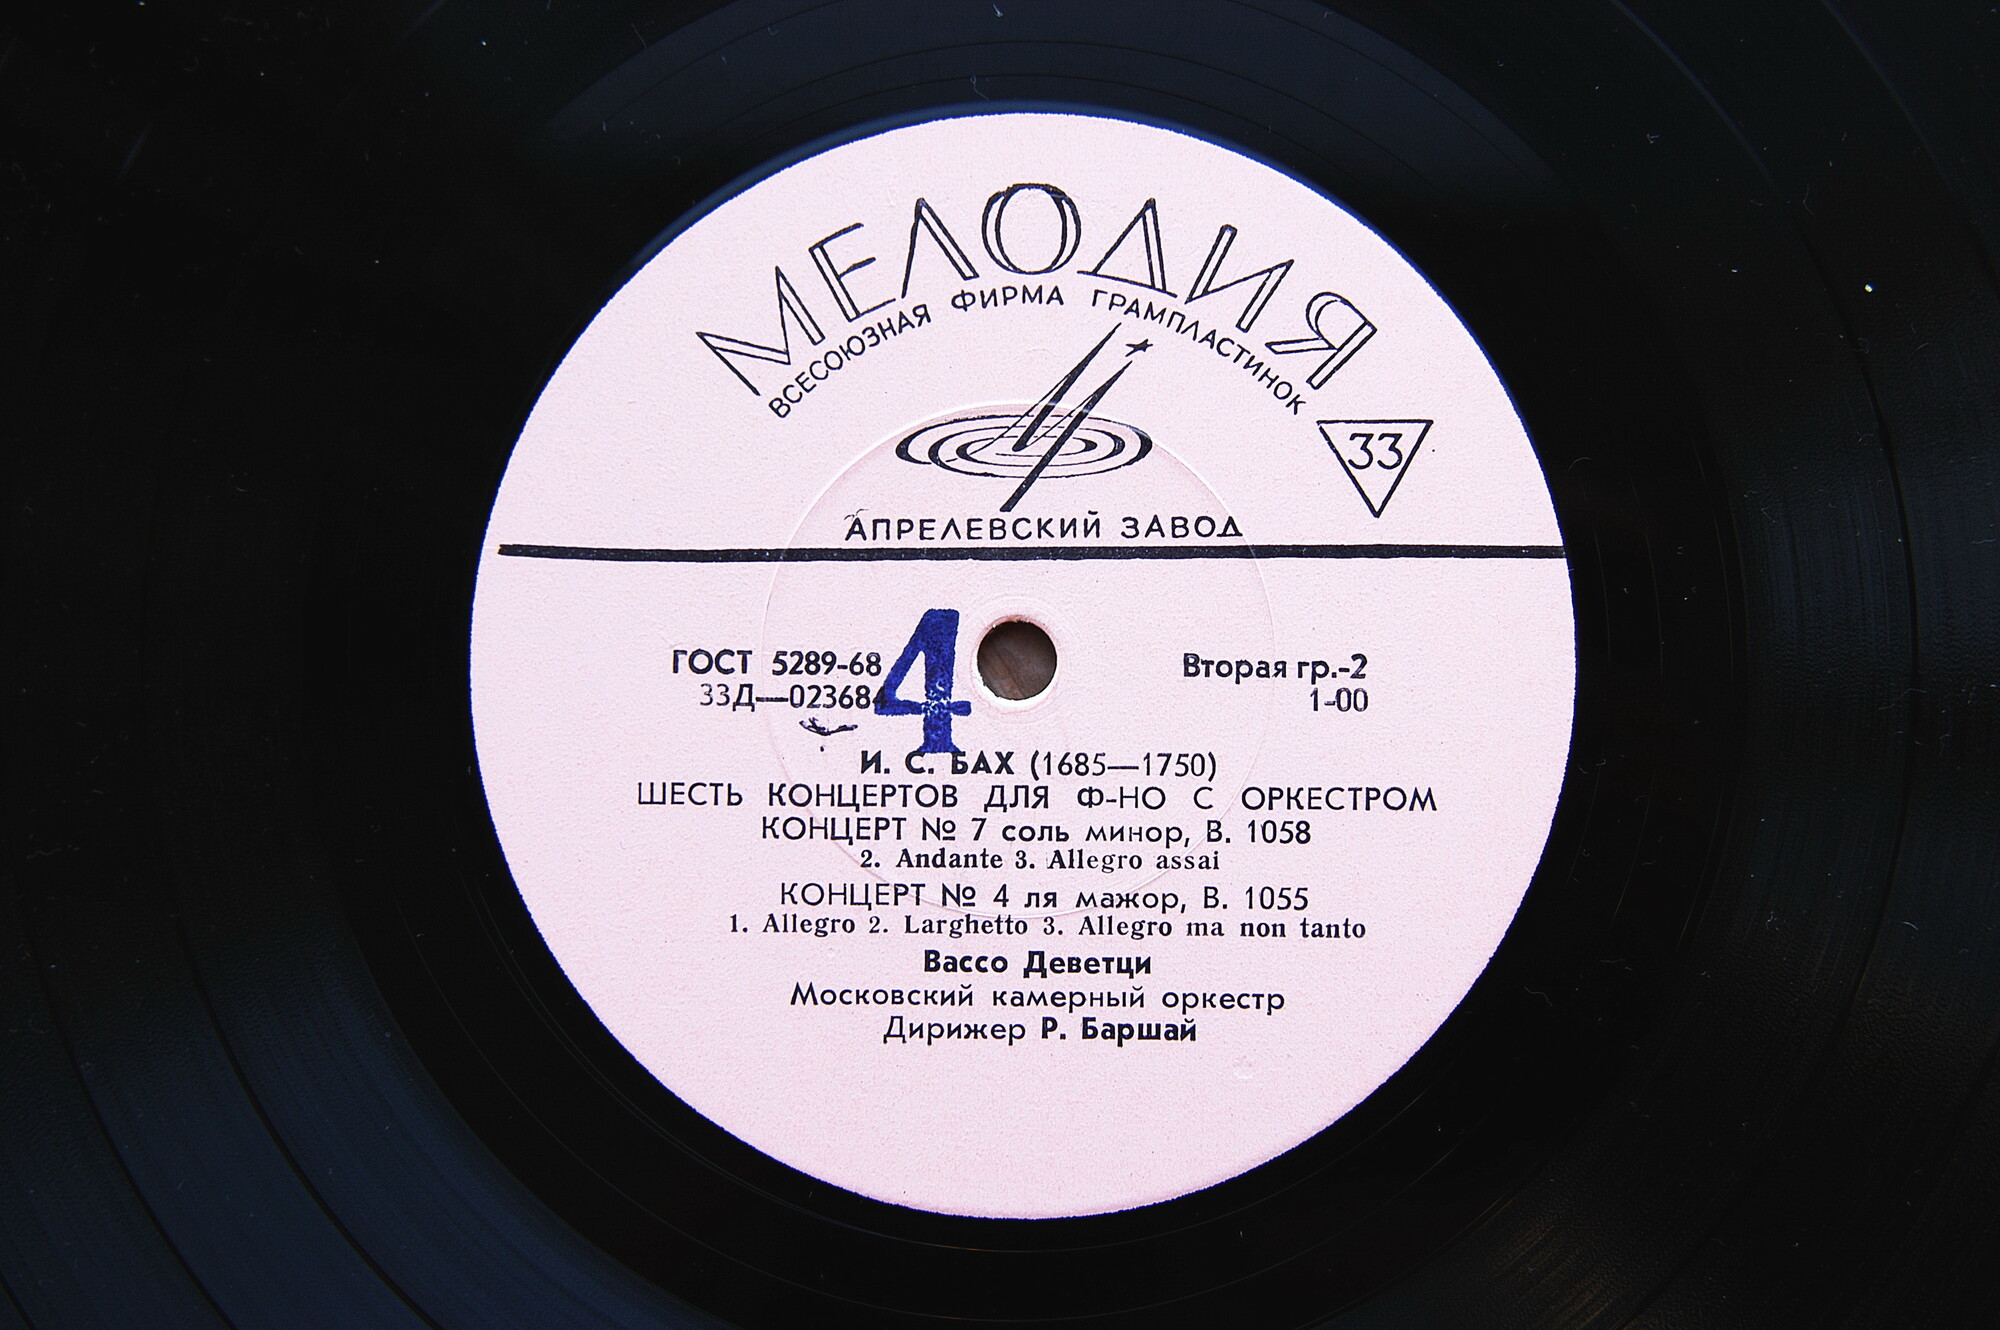 МЕЛОДИЯ
ВСЕСОЮЗНАЯ ФИРМА ГРАМПЛАСТИНОК
33
АПРЕЛЕВСКИЙ ЗАВОД
4
ГОСТ 5289-68
Вторая гр.-2
33Д—023684
1-00
И. С. БАХ (1685—1750)
ШЕСТЬ КОНЦЕРТОВ ДЛЯ Ф-НО С ОРКЕСТРОМ
КОНЦЕРТ № 7 соль минор, В. 1058
2. Andante 3. Allegro assai
КОНЦЕРТ № 4 ля мажор, В. 1055
1. Allegro 2. Larghetto 3. Allegro ma non tanto
Вассо Деветци
Московский камерный оркестр
Дирижер Р. Баршай